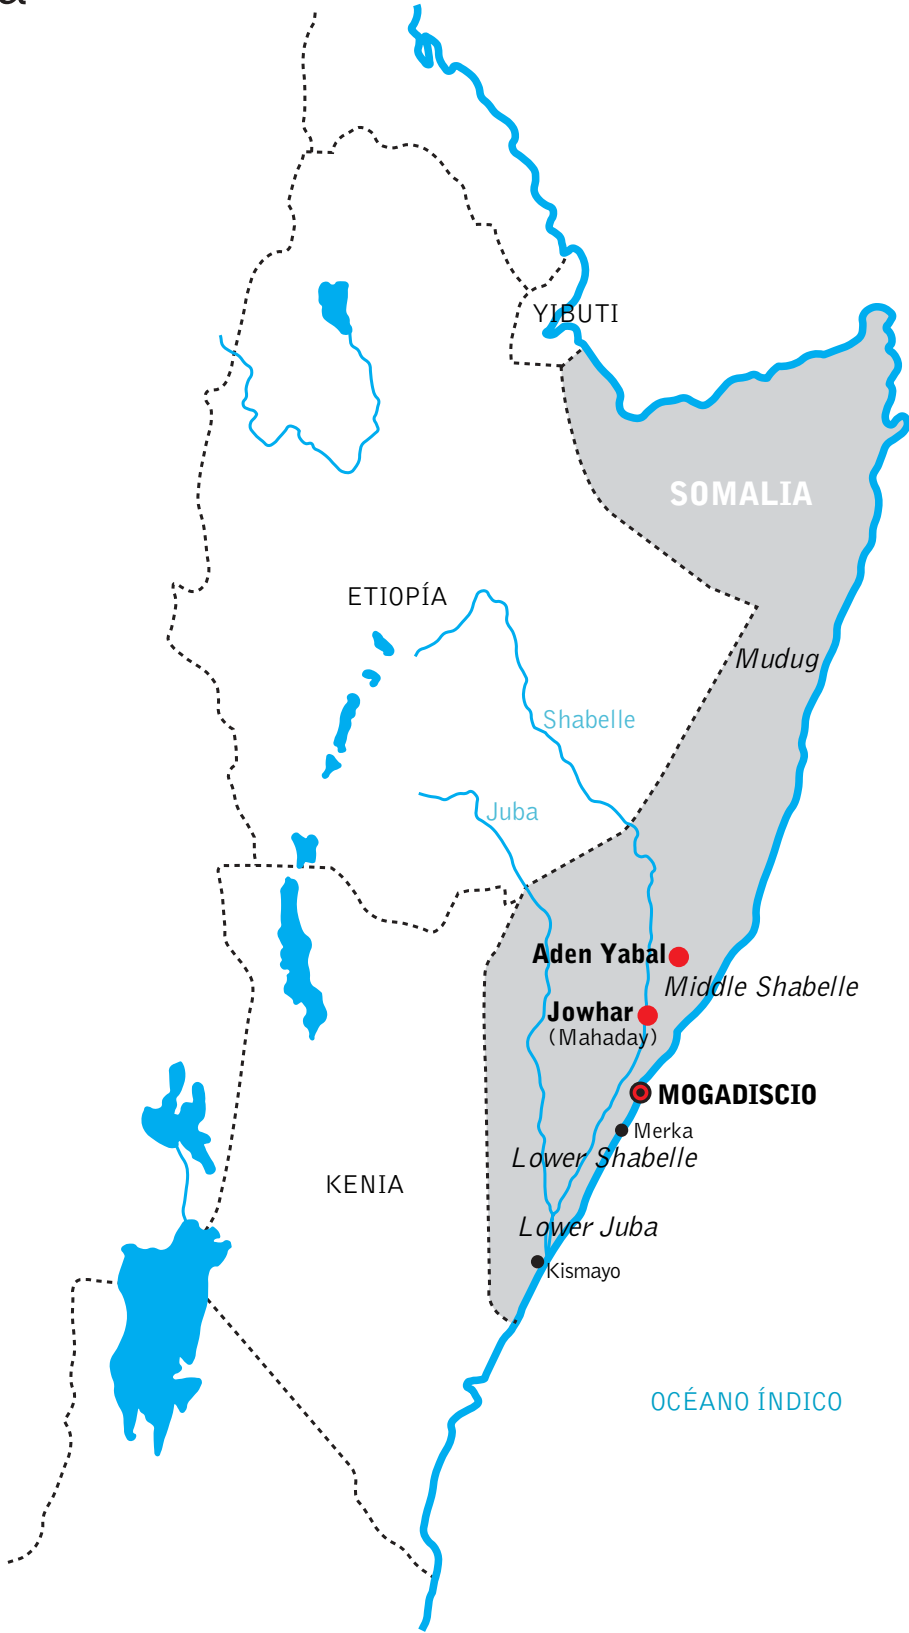 YIBUTI
SOMALIA
ETIOPÍA
Mudug
Shabelle
Juba
Aden Yabal
Middle Shabelle
Jowhar
(Mahaday)
MOGADISCIO
Merka
Lower Shabelle
KENIA
Lower Juba
Kismayo
OCÉANO ÍNDICO